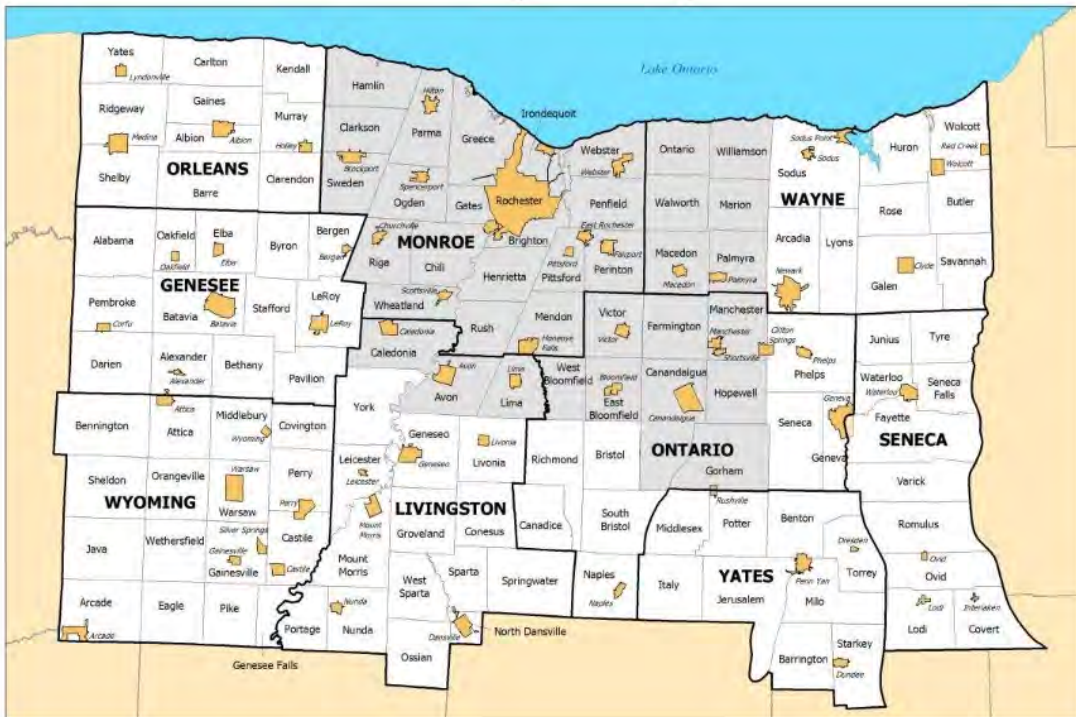 Lake Ontario
ORLEANS
Yates
Lyndonville
Carlton
Kendall
Ridgeway
Medina
Gaines
Albion
Albion
Murray
Holley
Shelby
Barre
Clarendon
MONROE
Hamlin
Hilton
Parma
Greece
Irondequoit
Clarkson
Brockport
Sweden
Spencerport
Ogden
Gates
Rochester
Webster
Webster
Penfield
East Rochester
Fairport
Perinton
Pittsford
Pittsford
Brighton
Churchville
Riga
Chili
Henrietta
Scottsville
Wheatland
Rush
Mendon
Honeoye
Falls
WAYNE
Ontario
Williamson
Sodus Point
Sodus
Sodus
Huron
Wolcott
Red Creek
Wolcott
Walworth
Marion
Rose
Butler
Arcadia
Lyons
Macedon
Macedon
Palmyra
Palmyra
Newark
Clyde
Galen
Savannah
GENESEE
Alabama
Oakfield
Oakfield
Elba
Elba
Byron
Bergen
Bergen
Pembroke
Corfu
Batavia
Batavia
Stafford
LeRoy
LeRoy
Darien
Alexander
Alexander
Bethany
Pavilion
WYOMING
Bennington
Attica
Attica
Middlebury
Wyoming
Covington
Sheldon
Orangeville
Warsaw
Warsaw
Perry
Perry
Silver Springs
Java
Wethersfield
Gainesville
Gainesville
Castile
Castile
Arcade
Arcade
Eagle
Pike
Genesee Falls
LIVINGSTON
Caledonia
Caledonia
Avon
Avon
Lima
Lima
York
Geneseo
Geneseo
Livonia
Livonia
Leicester
Leicester
Mount
Morris
Groveland
Conesus
Mount
Morris
West
Sparta
Sparta
Springwater
Portage
Nunda
Nunda
Dansville
North Dansville
Ossian
ONTARIO
Victor
Victor
Farmington
Manchester
Manchester
Shortsville
Clifton
Springs
Phelps
Phelps
West
Bloomfield
Bloomfield
East
Bloomfield
Canandaigua
Canandaigua
Hopewell
Geneva
Seneca
Geneva
Richmond
Bristol
Gorham
Rushville
Canadice
South
Bristol
Naples
Naples
YATES
Middlesex
Potter
Benton
Dresden
Torrey
Penn Yan
Italy
Jerusalem
Milo
Barrington
Starkey
Dundee
SENECA
Junius
Tyre
Waterloo
Waterloo
Seneca
Falls
Fayette
Varick
Romulus
Ovid
Ovid
Lodi
Interlaken
Lodi
Covert